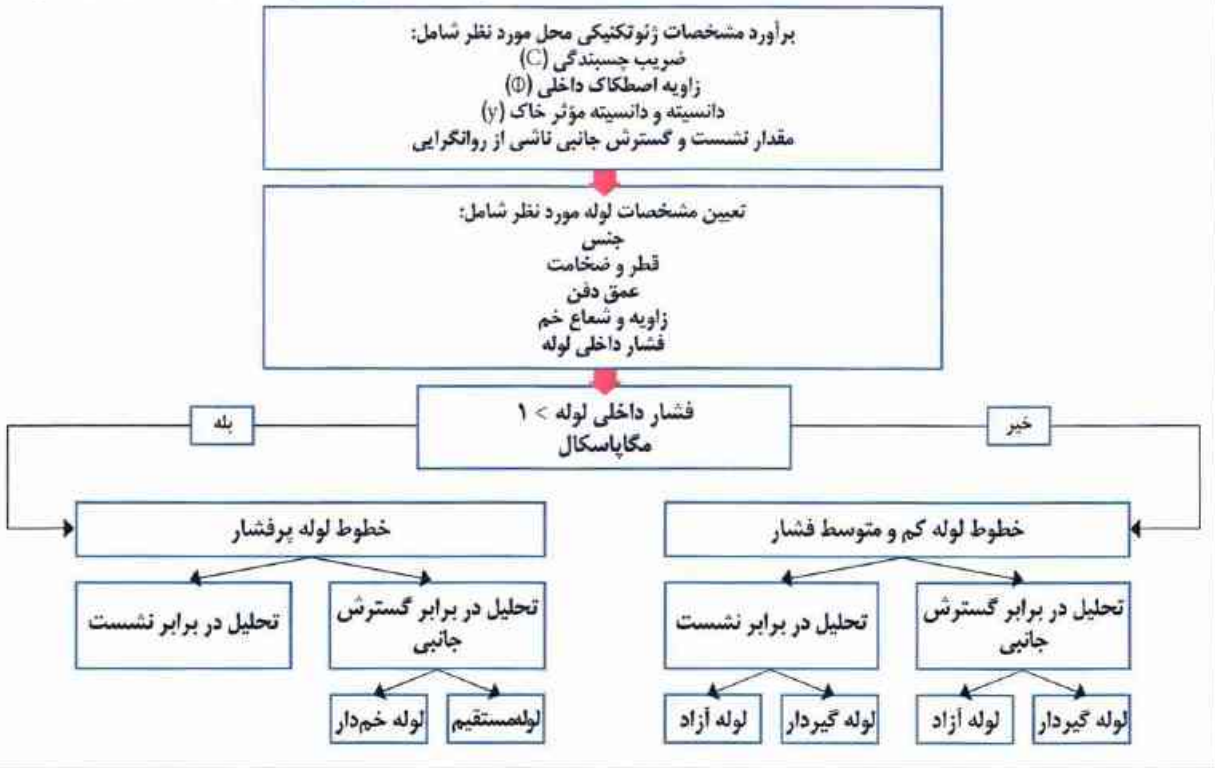 برآورد مشخصات ژئوتکنیکی محل مورد نظر شامل:
ضریب چسبندگی (C)
زاویه اصطکاک داخلی (Φ)
دانسیته و دانسیته مؤثر خاک (y)
مقدار نشست و گسترش جانبی ناشی از روانگرایی
تعیین مشخصات لوله مورد نظر شامل:
جنس
قطر و ضخامت
عمق دفن
زاویه و شعاع خم
فشار داخلی لوله
فشار داخلی لوله > ۱
مگاپاسکال
خیر
بله
خطوط لوله کم و متوسط فشار
خطوط لوله پرفشار
تحلیل در برابر گسترش
جانبی
تحلیل در برابر نشست
تحلیل در برابر گسترش
جانبی
تحلیل در برابر نشست
لوله گیردار
لوله آزاد
لوله گیردار
لوله آزاد
لوله‌مستقیم
لوله خم‌دار